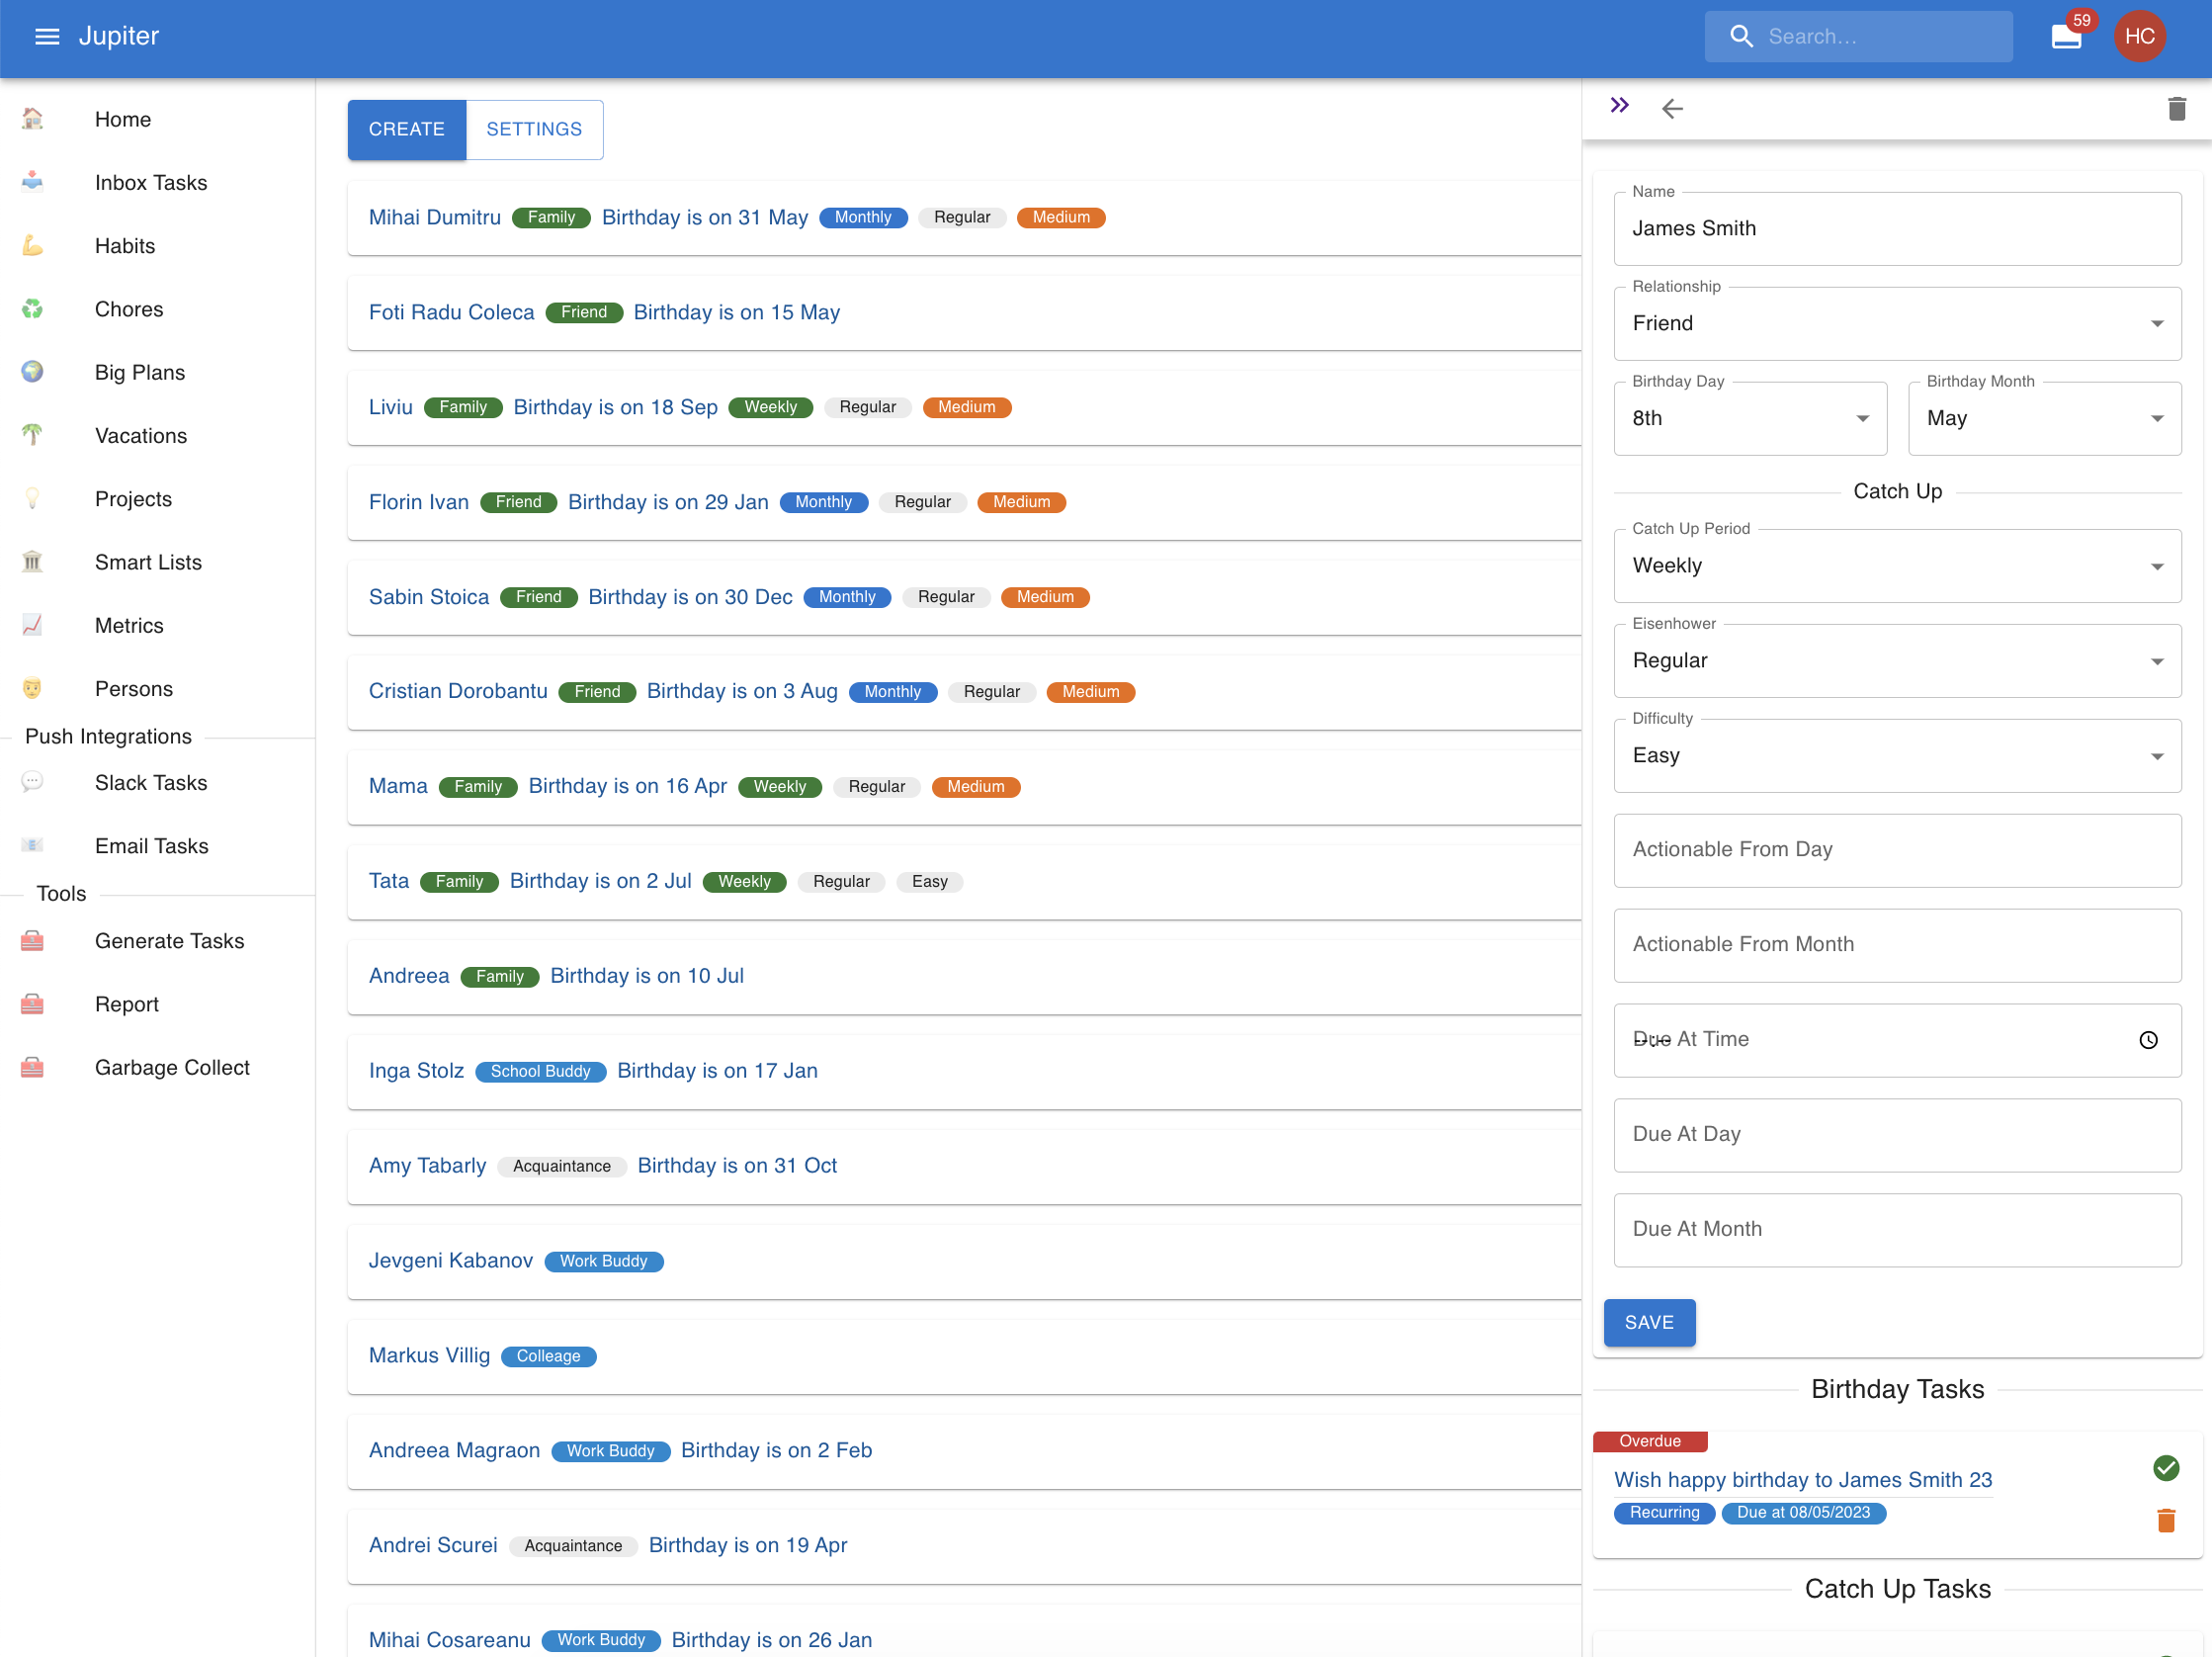 Jupiter
Search...
59
HC
Home
Inbox Tasks
Habits
Chores
Big Plans
Vacations
Projects
Smart Lists
Metrics
Persons
Push Integrations
Slack Tasks
Email Tasks
Tools
Generate Tasks
Report
Garbage Collect
CREATE SETTINGS
Mihai Dumitru Family Birthday is on 31 May Monthly Regular Medium
Foti Radu Coleca Friend Birthday is on 15 May
Liviu Family Birthday is on 18 Sep Weekly Regular Medium
Florin Ivan Friend Birthday is on 29 Jan Monthly Regular Medium
Sabin Stoica Friend Birthday is on 30 Dec Monthly Regular Medium
Cristian Dorobantu Friend Birthday is on 3 Aug Monthly Regular Medium
Mama Family Birthday is on 16 Apr Weekly Regular Medium
Tata Family Birthday is on 2 Jul Weekly Regular Easy
Andreea Family Birthday is on 10 Jul
Inga Stolz School Buddy Birthday is on 17 Jan
Amy Tabarly Acquaintance Birthday is on 31 Oct
Jevgeni Kabanov Work Buddy
Markus Villig Colleage
Andreea Magraon Work Buddy Birthday is on 2 Feb
Andrei Scurei Acquaintance Birthday is on 19 Apr
Mihai Cosareanu Work Buddy Birthday is on 26 Jan
Name
James Smith
Relationship
Friend
Birthday Day
8th
Birthday Month
May
Catch Up
Catch Up Period
Weekly
Eisenhower
Regular
Difficulty
Easy
Actionable From Day
Actionable From Month
Due At Time
--:--
Due At Day
Due At Month
SAVE
Birthday Tasks
Overdue
Wish happy birthday to James Smith 23
Recurring Due at 08/05/2023
Catch Up Tasks